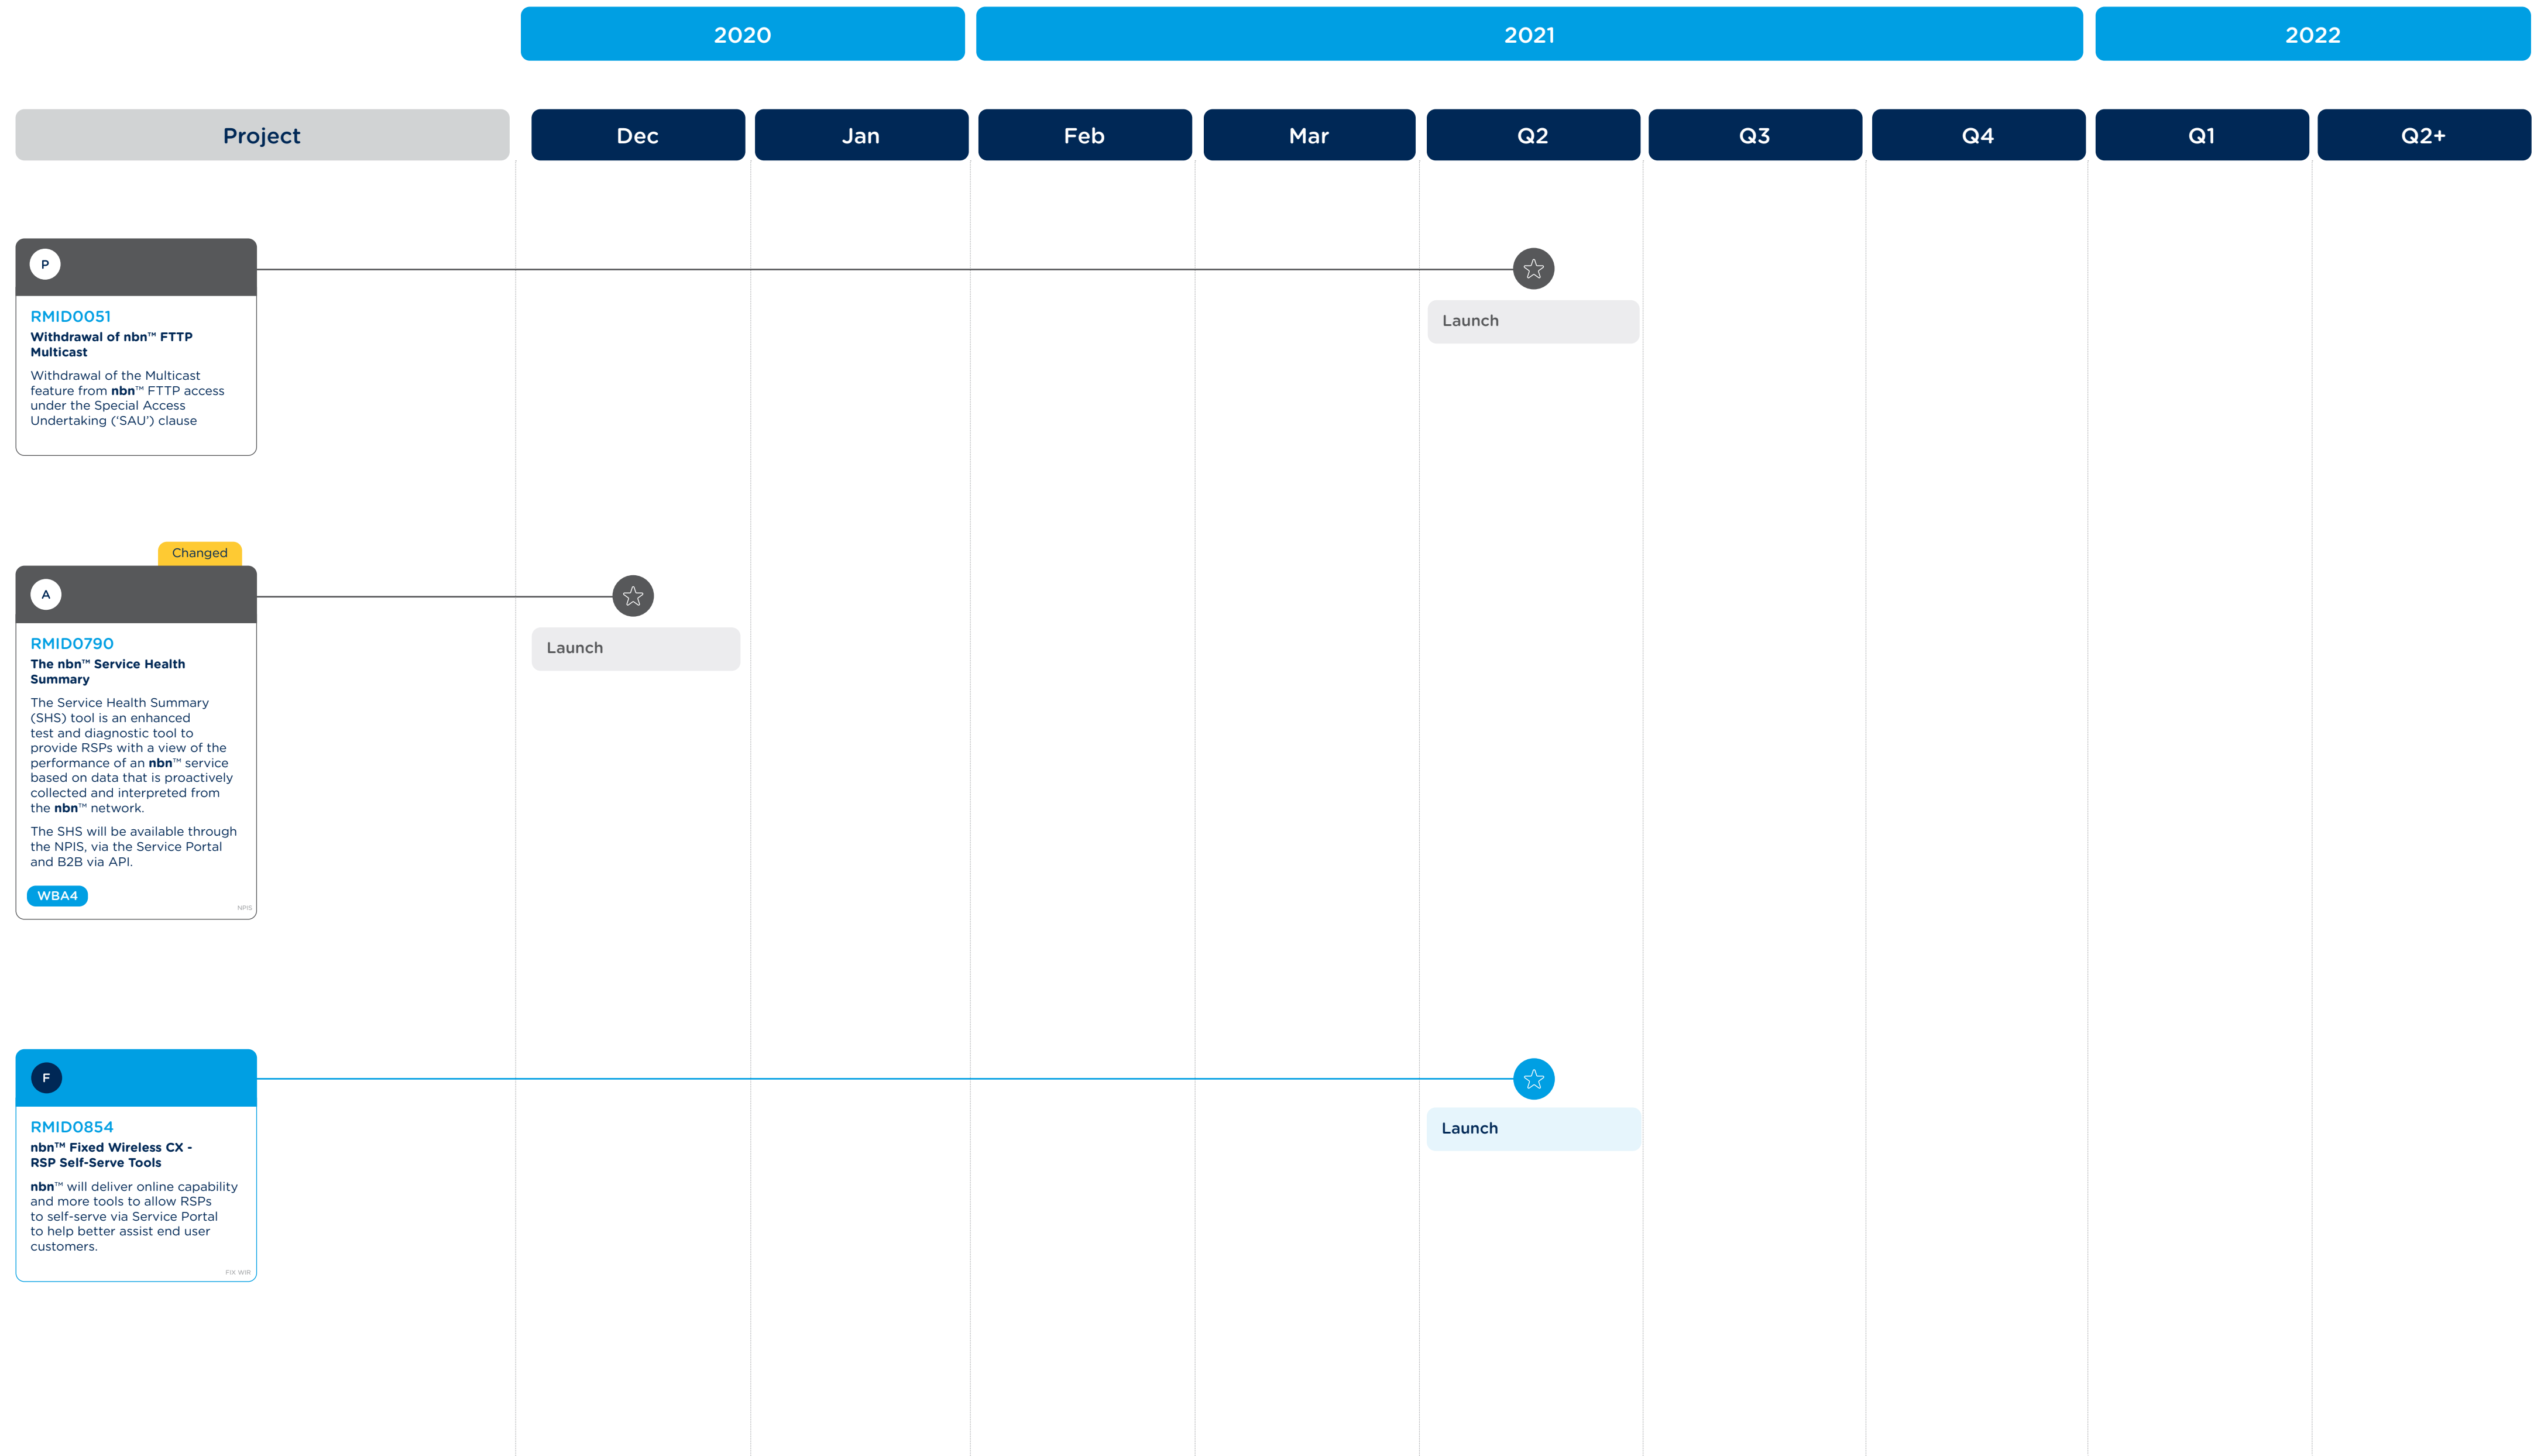 2020
2021
2022
Project
Dec
Jan
Feb
Mar
Q2
Q3
Q4
Q1
Q2+
P
RMID0051
Withdrawal of nbn™ FTTP
Multicast
Withdrawal of the Multicast
feature from nbn™ FTTP access
under the Special Access
Undertaking (‘SAU’) clause
Launch
Changed
A
RMID0790
The nbn™ Service Health
Summary
The Service Health Summary
(SHS) tool is an enhanced
test and diagnostic tool to
provide RSPs with a view of the
performance of an nbn™ service
based on data that is proactively
collected and interpreted from
the nbn™ network.
The SHS will be available through
the NPIS, via the Service Portal
and B2B via API.
WBA4
NPIS
Launch
F
RMID0854
nbn™ Fixed Wireless CX -
RSP Self-Serve Tools
nbn™ will deliver online capability
and more tools to allow RSPs
to self-serve via Service Portal
to help better assist end user
customers.
FIX WIR
Launch